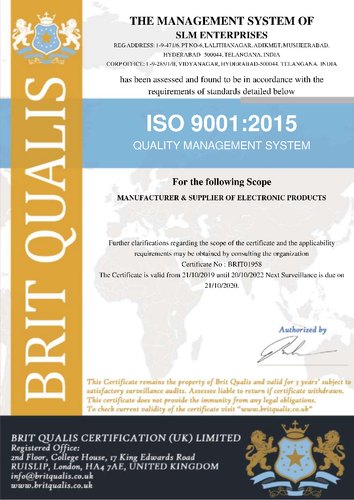 THE MANAGEMENT SYSTEM OF
SLM ENTERPRISES
REG ADDRESS: 1-9-471/6, PT NO-6, LALITHANAGAR, ADIKMET, MUSHEERABAD,
HYDERABAD- 500044, TELANGANA, INDIA
CORP OFFICE: 1-9-285/1/B, VIDYANAGAR, HYDERABAD-500044, TELANGANA, INDIA
has been assessed and found to be in accordance with the
requirements of standards detailed below
ISO 9001:2015
QUALITY MANAGEMENT SYSTEM
For the following Scope
MANUFACTURER & SUPPLIER OF ELECTRONIC PRODUCTS
Further clarifications regarding the scope of the certificate and the applicability
requirements may be obtained by consulting the organization
Certificate No : BRIT01958
The Certificate is valid from 21/10/2019 until 20/10/2022 Next Surveillance is due on
21/10/2020.
BRIT QUALIS
Authorized by
This Certificate remains the property of Brit Qualis and valid for 3 years' subject to
satisfactory surveillance audits. Assessees liable to return if certificate withdrawn.
This certificate does not provide the immunity from any legal obligations.
To check current validity of the certificate visit "www.britqualis.co.uk"
BRIT QUALIS CERTIFICATION (UK) LIMITED
Registered Office:
2nd Floor, College House, 17 King Edwards Road
RUISLIP, London, HA4 7AE, UNITED KINGDOM
info@britqualis.co.uk
www.britqualis.co.uk